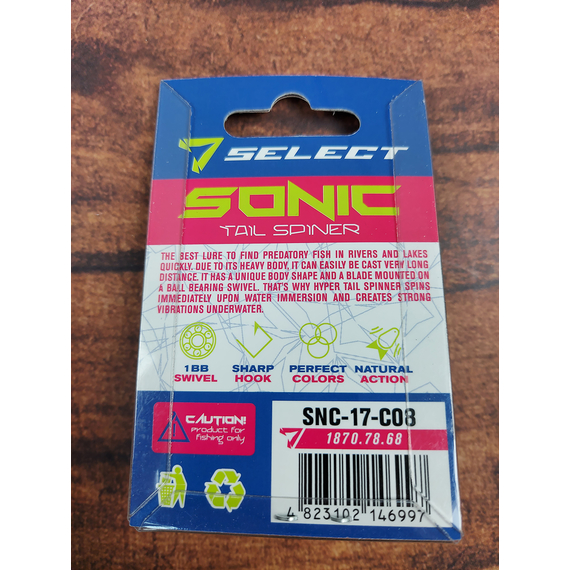 SELECT
SONIC
TAIL SPINER
THE BEST LURE TO FIND PREDATORY FISH IN RIVERS AND LAKES
QUICKLY. DUE TO ITS HEAVY BODY, IT CAN EASILY BE CAST VERY LONG
DISTANCE. IT HAS A UNIQUE BODY SHAPE AND A BLADE MOUNTED ON
A BALL BEARING SWIVEL. THAT'S WHY HYPER TAIL SPINNER SPINS
IMMEDIATELY UPON WATER IMMERSION AND CREATES STRONG
VIBRATIONS UNDERWATER.
1BB SWIVEL
SHARP HOOK
PERFECT COLORS
NATURAL ACTION
CAUTION!
Product for
fishing only
SNC-17-C08
1870.78.68
4 823102 146997